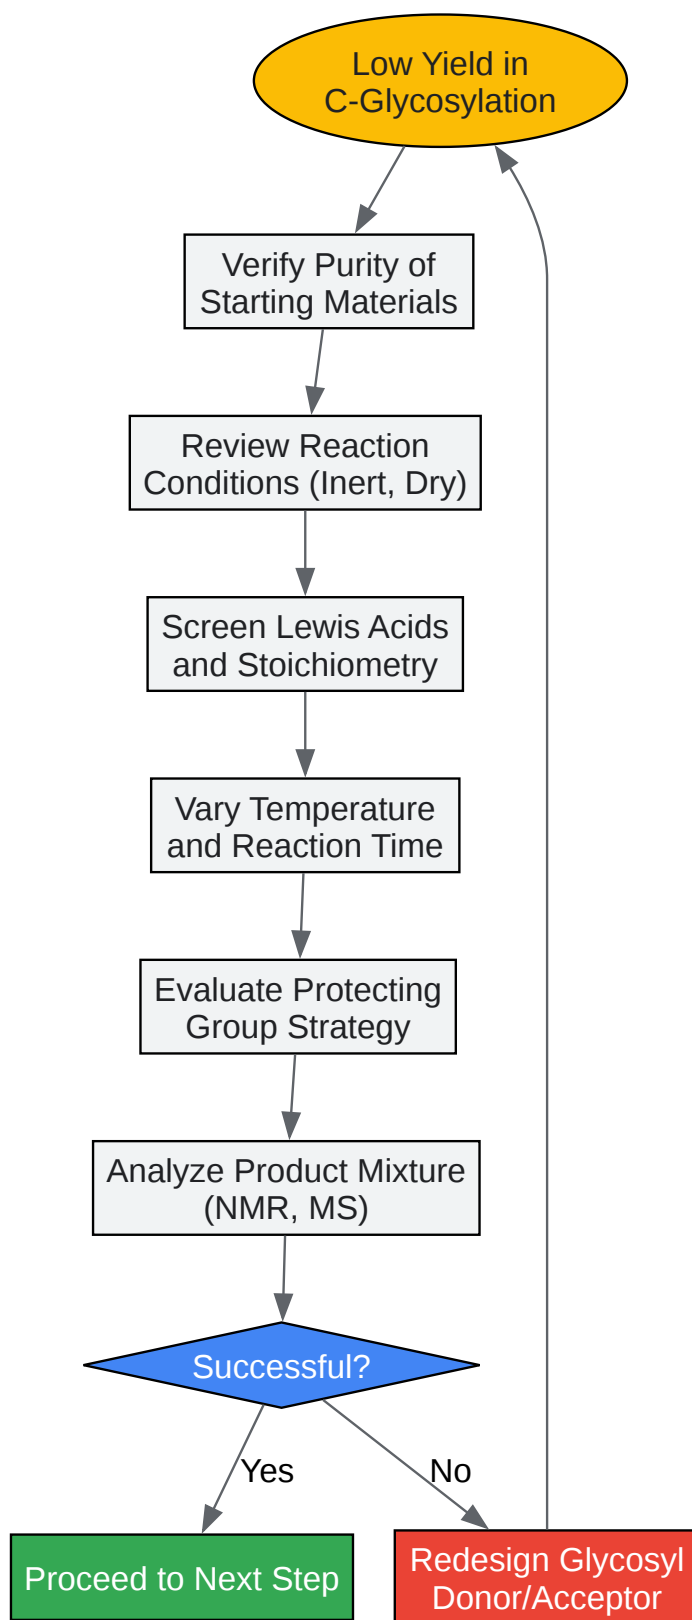 Low Yield in
C-Glycosylation
Verify Purity of
Starting Materials
Review Reaction
Conditions (Inert, Dry)
Screen Lewis Acids
and Stoichiometry
Vary Temperature
and Reaction Time
Evaluate Protecting
Group Strategy
Analyze Product Mixture
(NMR, MS)
Successful?
Yes
No
Proceed to Next Step
Redesign Glycosyl
Donor/Acceptor